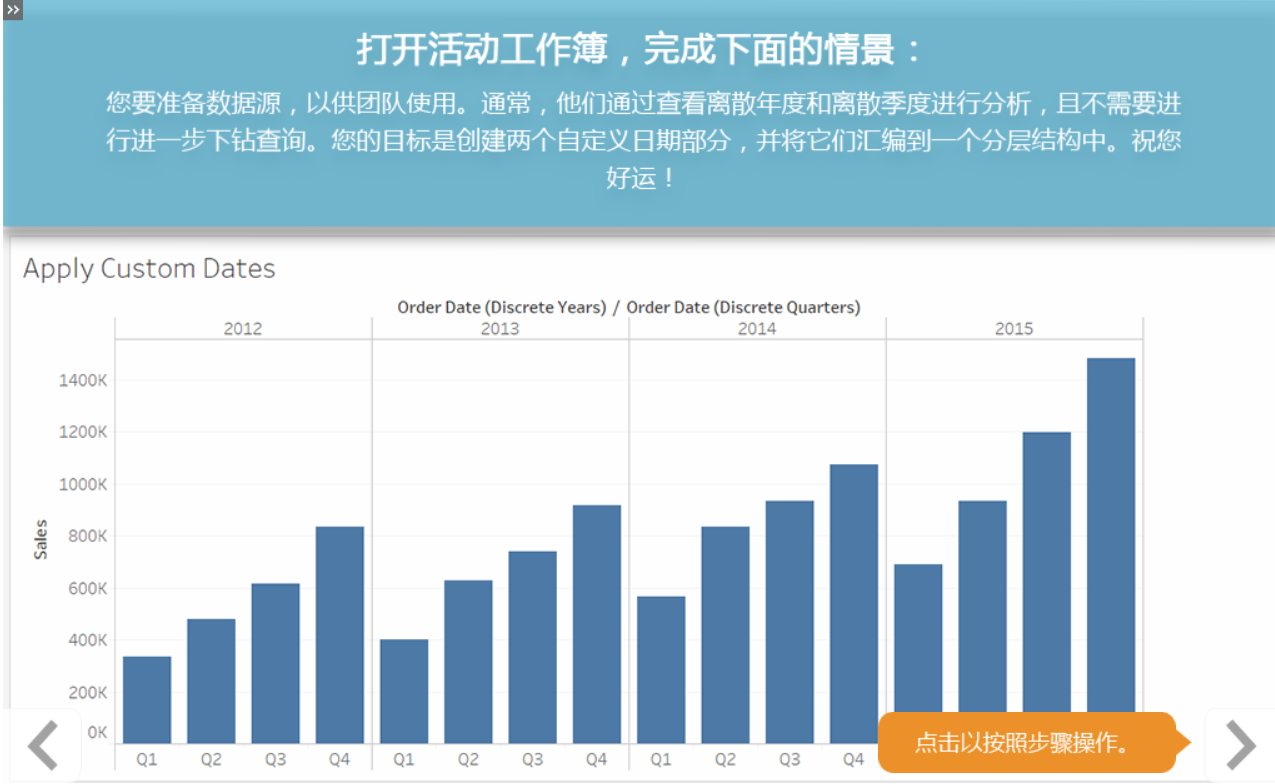 »
打开活动工作簿，完成下面的情景：
您要准备数据源，以供团队使用。通常，他们通过查看离散年度和离散季度进行分析，且不需要进
行进一步下钻查询。您的目标是创建两个自定义日期部分，并将它们汇编到一个分层结构中。祝您
好运！
Apply Custom Dates
Order Date (Discrete Years) / Order Date (Discrete Quarters)
2012 2013 2014 2015
1400K
1200K
1000K
800K
600K
400K
200K
0K
Sales
Q1 Q2 Q3 Q4 Q1 Q2 Q3 Q4 Q1 Q2 Q3 Q4
点击以按照步骤操作。